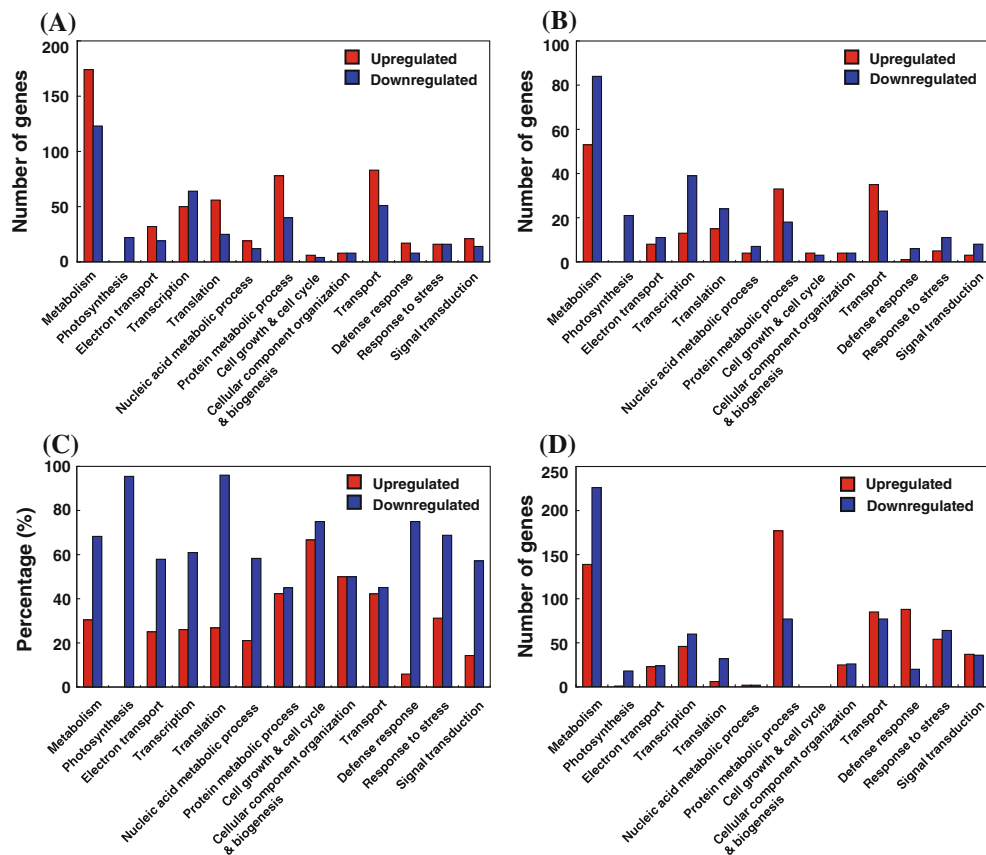 (A)
Number of genes
200
150
100
50
0
Upregulated
Downregulated
Metabolism
Photosynthesis
Electron transport
Transcription
Translation
Nucleic acid metabolic process
Protein metabolic process
Cell growth & cell cycle
Cellular component organization
& biogenesis
Transport
Defense response
Response to stress
Signal transduction
(B)
Number of genes
100
80
60
40
20
0
Upregulated
Downregulated
Metabolism
Photosynthesis
Electron transport
Transcription
Translation
Nucleic acid metabolic process
Protein metabolic process
Cell growth & cell cycle
Cellular component organization
& biogenesis
Transport
Defense response
Response to stress
Signal transduction
(C)
Percentage (%)
100
80
60
40
20
0
Upregulated
Downregulated
Metabolism
Photosynthesis
Electron transport
Transcription
Translation
Nucleic acid metabolic process
Protein metabolic process
Cell growth & cell cycle
Cellular component organization
& biogenesis
Transport
Defense response
Response to stress
Signal transduction
(D)
Number of genes
250
200
150
100
50
0
Upregulated
Downregulated
Metabolism
Photosynthesis
Electron transport
Transcription
Translation
Nucleic acid metabolic process
Protein metabolic process
Cell growth & cell cycle
Cellular component organization
& biogenesis
Transport
Defense response
Response to stress
Signal transduction